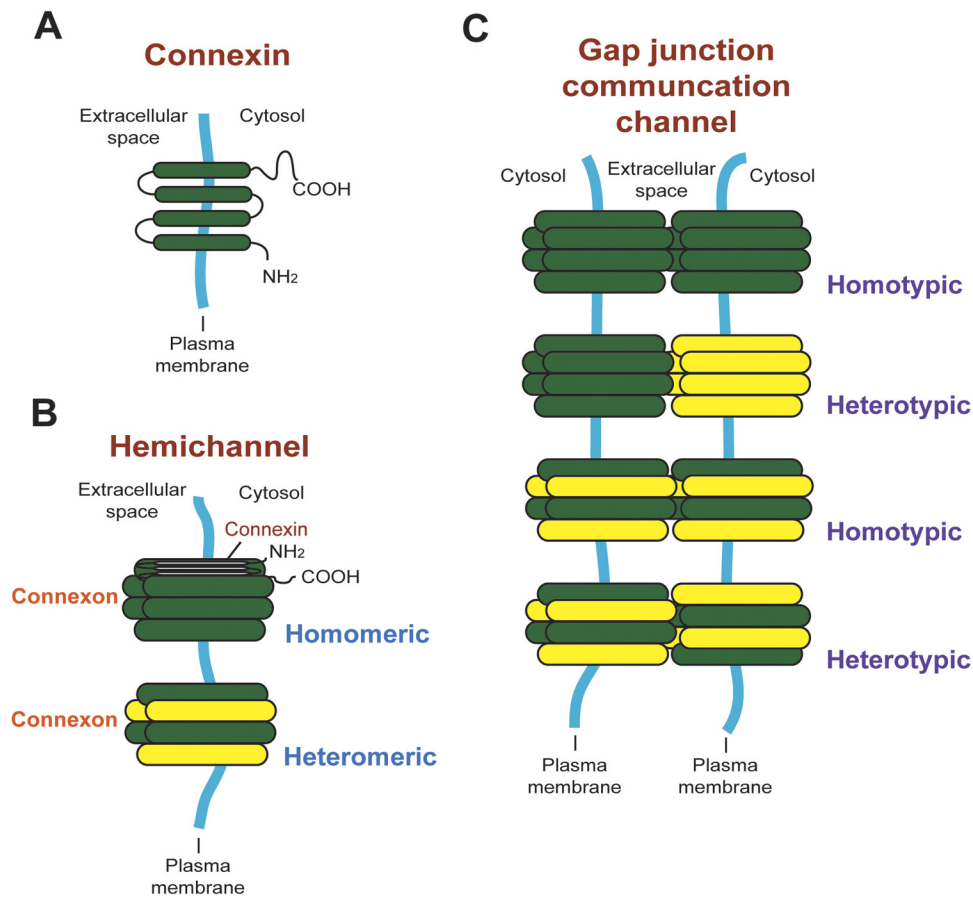 A
Connexin
Extracellular
space
Cytosol
COOH
NH2
Plasma
membrane
B
Hemichannel
Extracellular
space
Cytosol
Connexin
NH2
COOH
Connexon
Homomeric
Connexon
Heteromeric
Plasma
membrane
C
Gap junction
communcation
channel
Cytosol
Extracellular
space
Cytosol
Homotypic
Heterotypic
Homotypic
Heterotypic
Plasma
membrane
Plasma
membrane